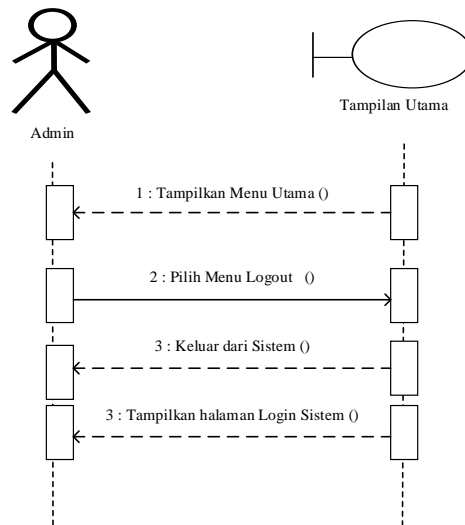 Admin
Tampilan Utama
1 : Tampilkan Menu Utama ()
2 : Pilih Menu Logout ()
3 : Keluar dari Sistem ()
3 : Tampilkan halaman Login Sistem ()